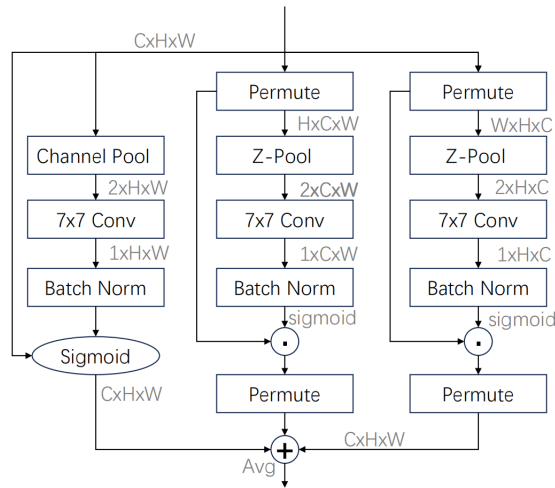 CxHxW
Permute
Permute
HxCxW
WxHxC
Channel Pool
Z-Pool
Z-Pool
2xHxW
2xCxW
2xHxC
7x7 Conv
7x7 Conv
7x7 Conv
1xHxW
1xCxW
1xHxC
Batch Norm
Batch Norm
Batch Norm
sigmoid
sigmoid
Sigmoid
CxHxW
Permute
Permute
CxHxW
Avg